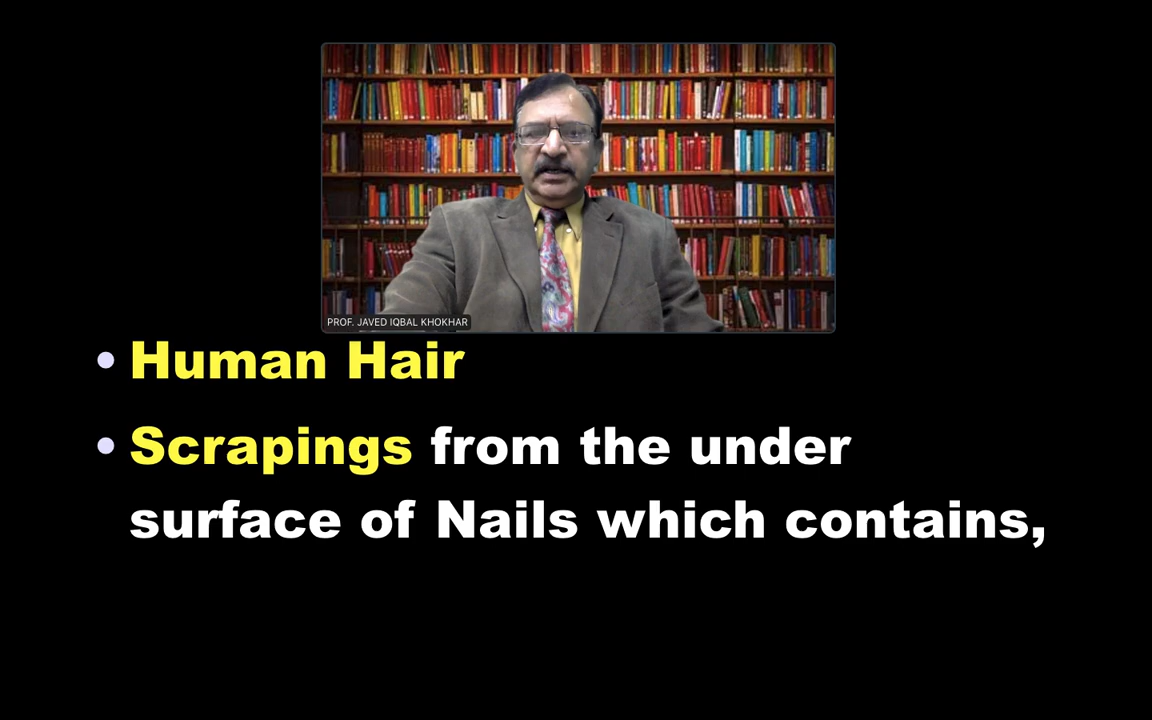 PROF. JAVED IQBAL KHOKHAR
• Human Hair
• Scrapings from the under
surface of Nails which contains,